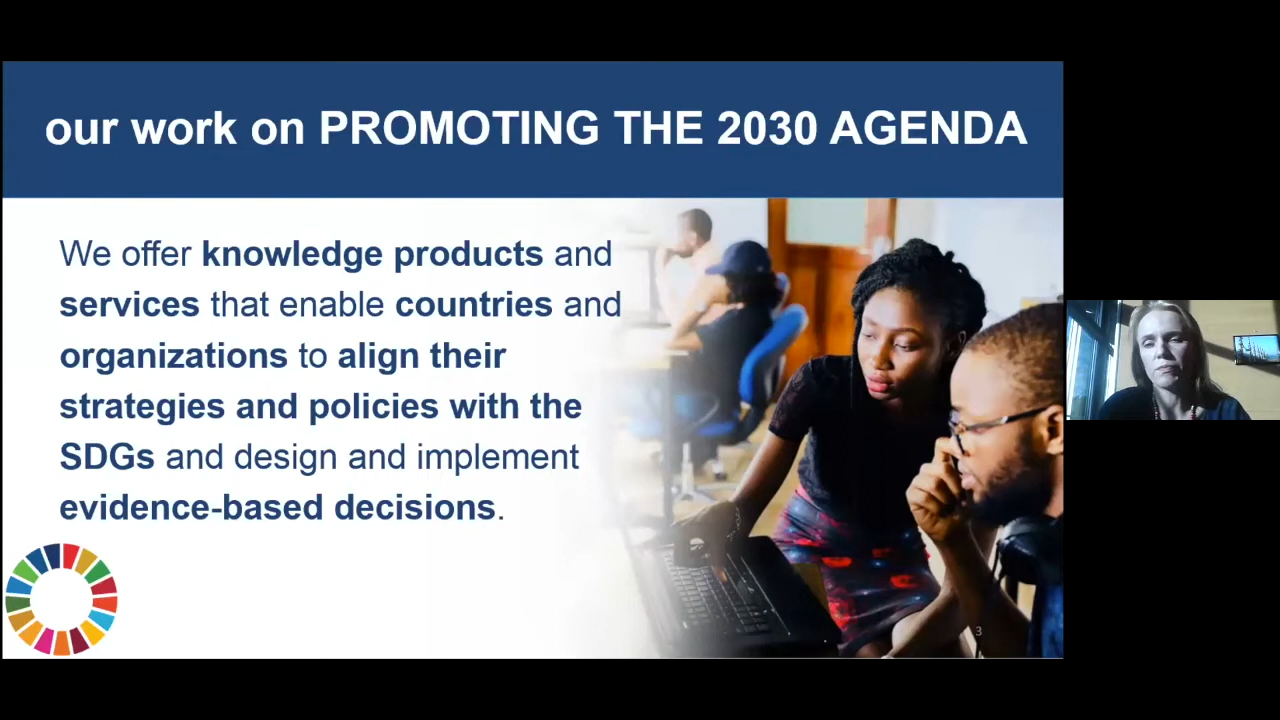 our work on PROMOTING THE 2030 AGENDA
We offer knowledge products and
services that enable countries and
organizations to align their
strategies and policies with the
SDGs and design and implement
evidence-based decisions.
3